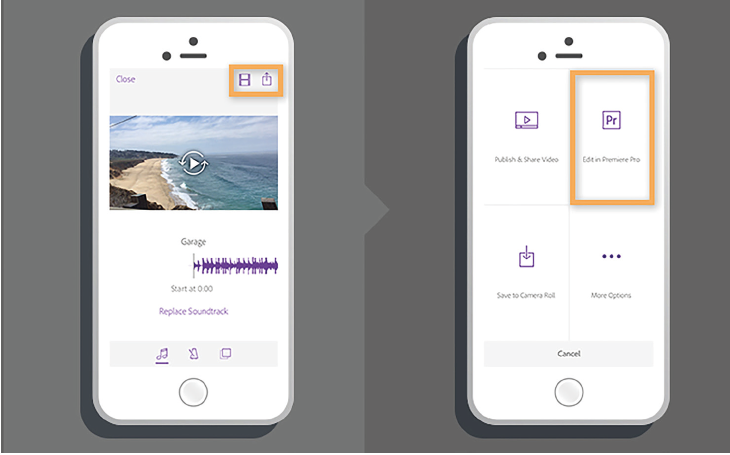 Close
Garage
Start at 0:00
Replace Soundtrack
Publish & Share Video
Pr
Edit in Premiere Pro
Save to Camera Roll
More Options
Cancel